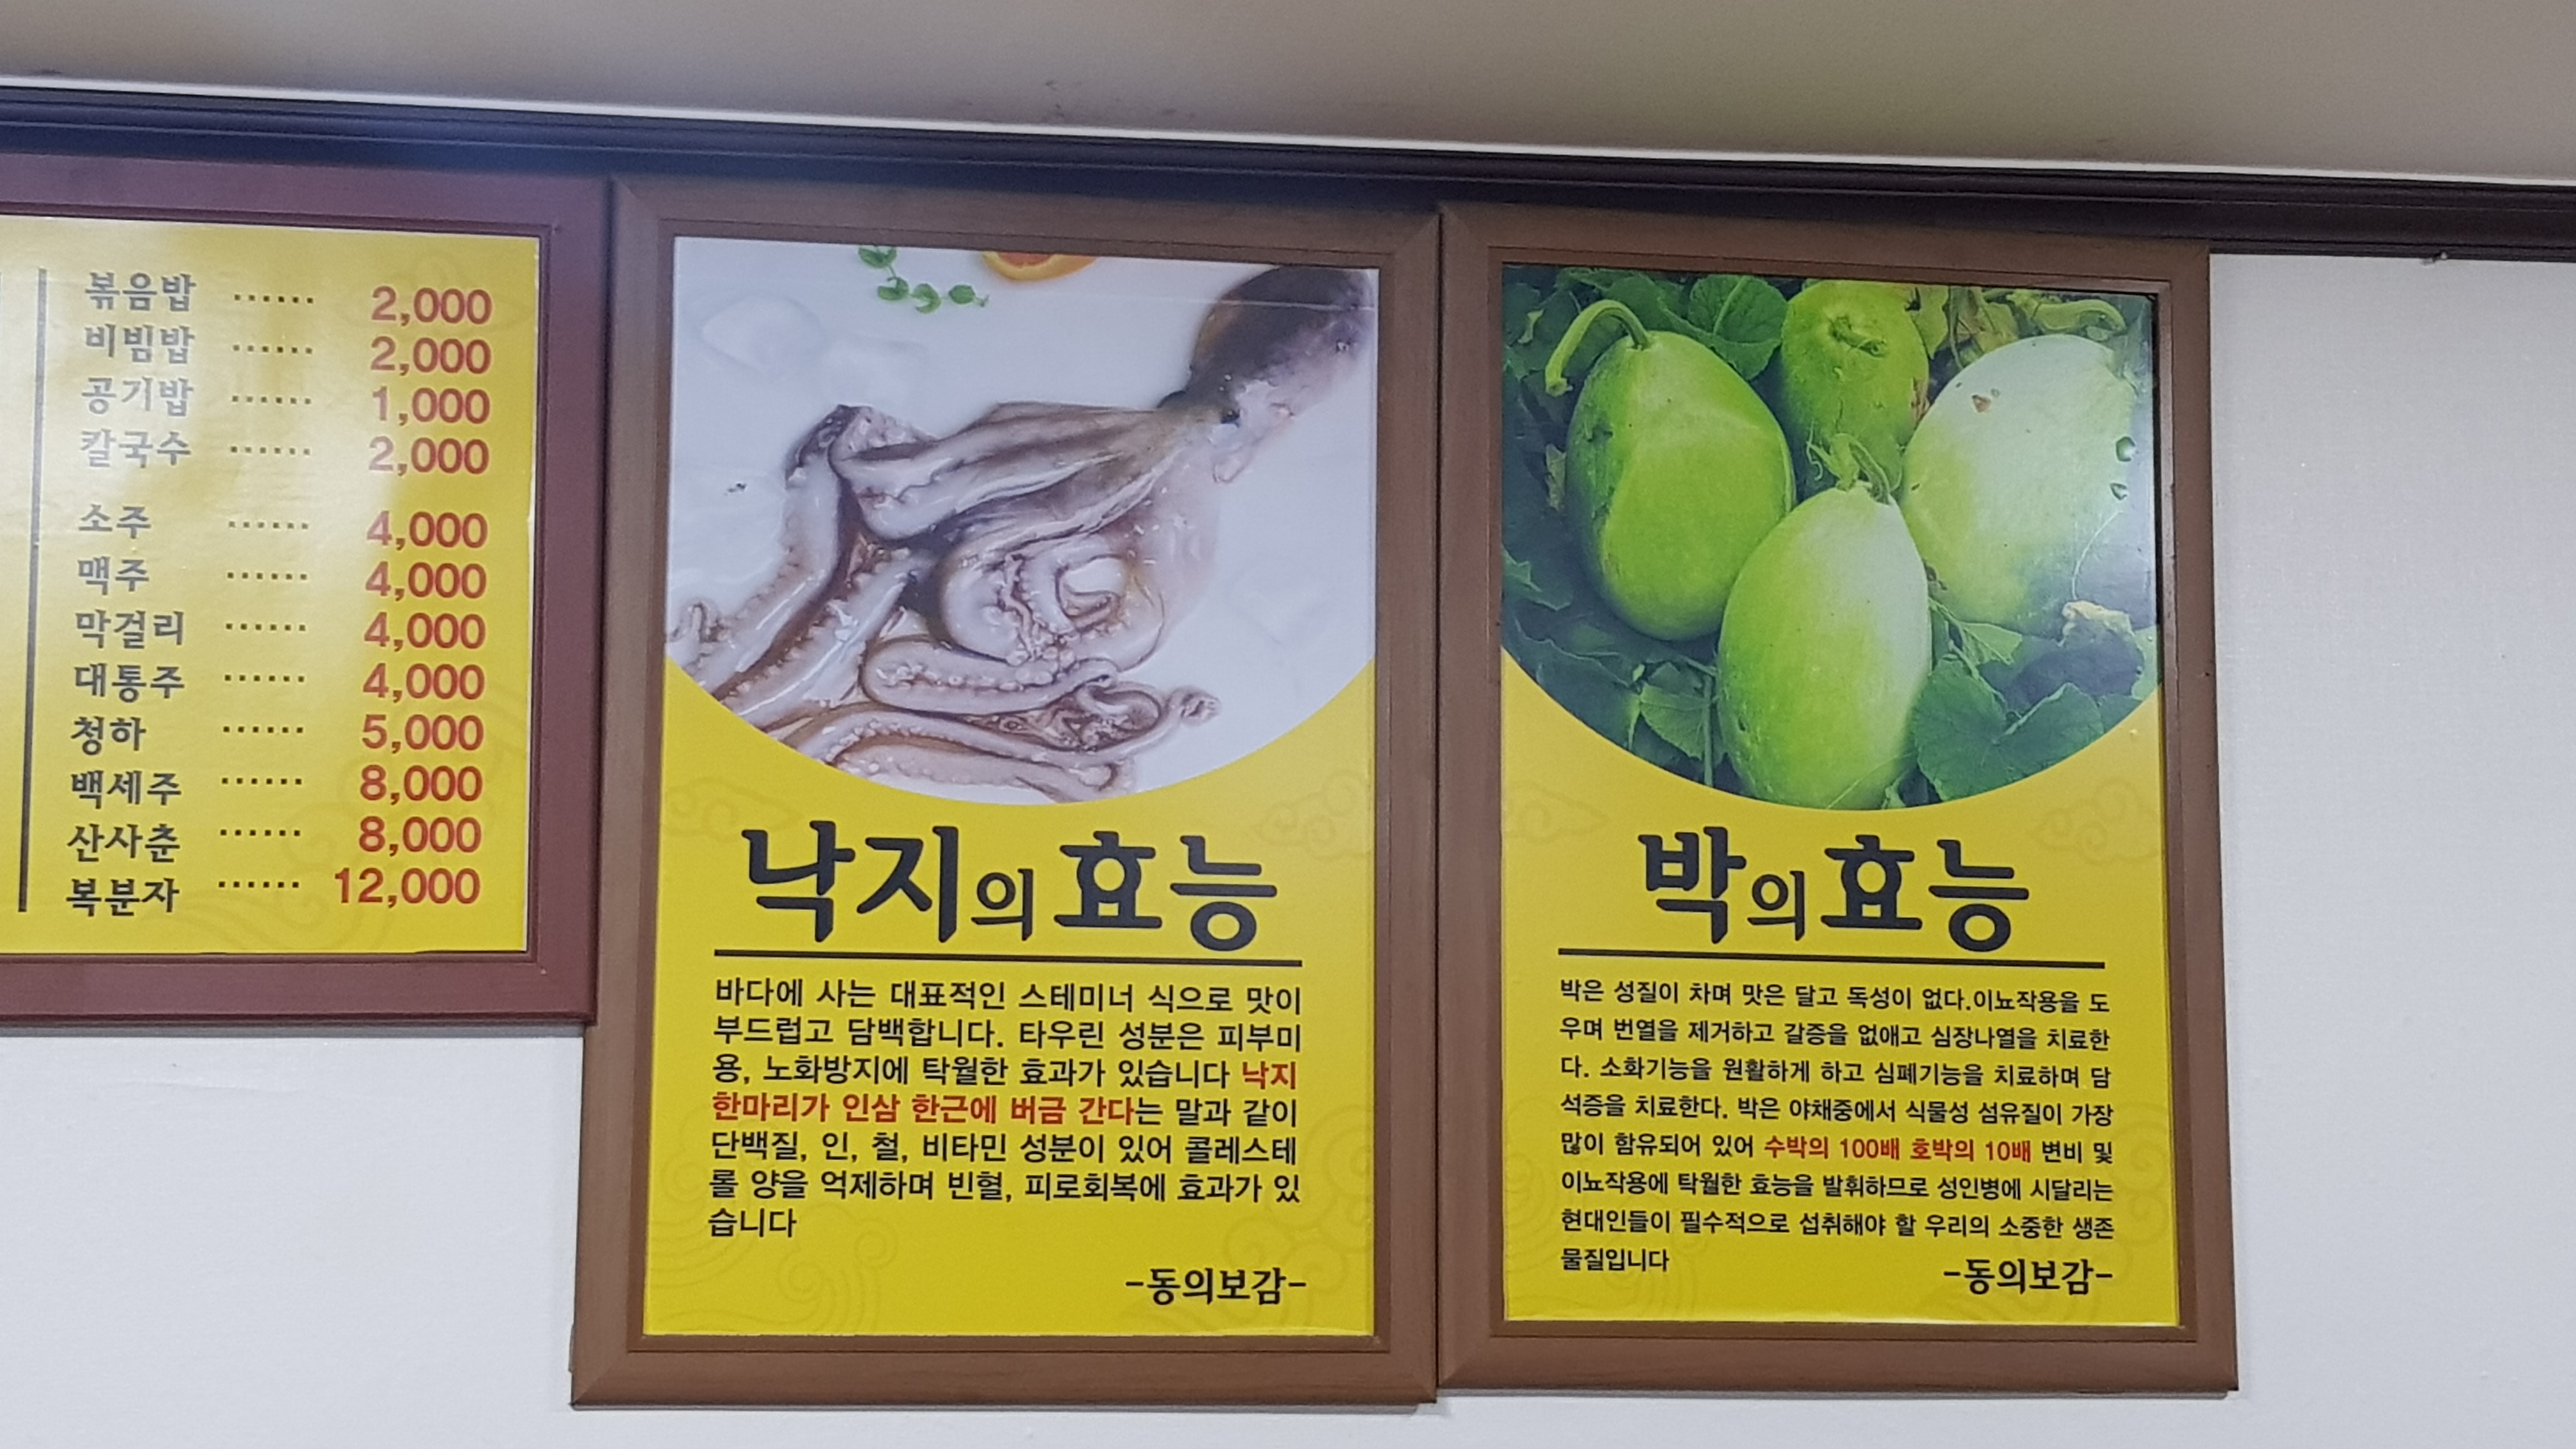 볶음밥 ······ 2,000
비빔밥 ······ 2,000
공기밥 ······ 1,000
칼국수 ······ 2,000
소주 ······ 4,000
맥주 ······ 4,000
막걸리 ······ 4,000
대통주 ······ 4,000
청하 ······ 5,000
백세주 ······ 8,000
산사춘 ······ 8,000
복분자 ······ 12,000
낙지의 효능
바다에 사는 대표적인 스테미너 식으로 맛이
부드럽고 담백합니다. 타우린 성분은 피부미
용, 노화방지에 탁월한 효과가 있습니다 낙지
한마리가 인삼 한근에 버금 간다는 말과 같이
단백질, 인, 철, 비타민 성분이 있어 콜레스테
롤 양을 억제하며 빈혈, 피로회복에 효과가 있
습니다
-동의보감-
박의 효능
박은 성질이 차며 맛은 달고 독성이 없다.이뇨작용을 도
우며 번열을 제거하고 갈증을 없애고 심장나열을 치료한
다. 소화기능을 원활하게 하고 심폐기능을 치료하며 담
석증을 치료한다. 박은 야채중에서 식물성 섬유질이 가장
많이 함유되어 있어 수박의 100배 호박의 10배 변비 및
이뇨작용에 탁월한 효능을 발휘하므로 성인병에 시달리는
현대인들이 필수적으로 섭취해야 할 우리의 소중한 생존
물질입니다
-동의보감-